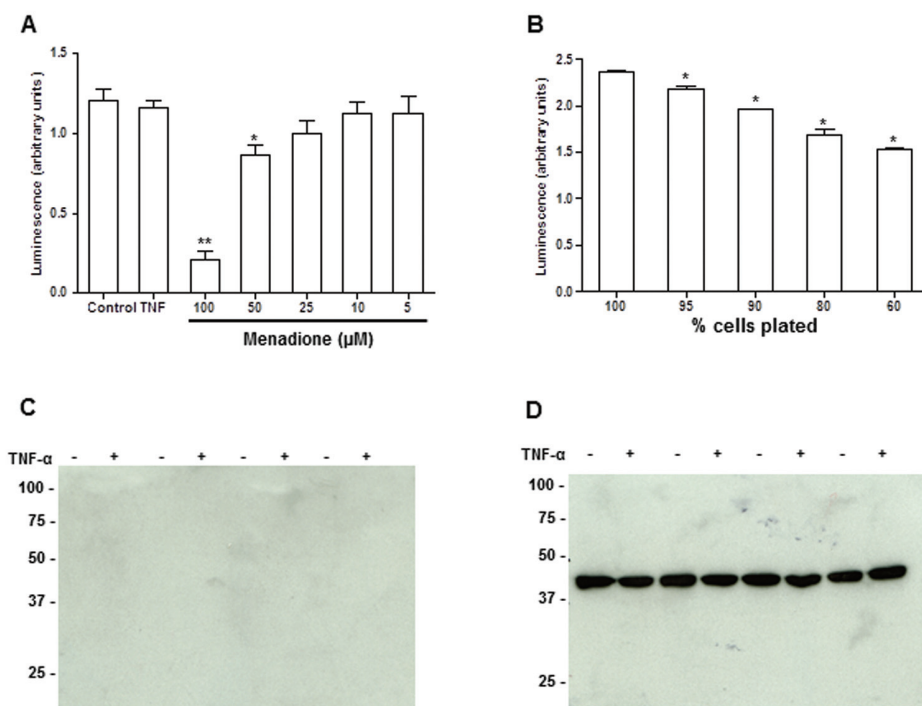 A
Luminescence (arbitrary units)
1.5
1.0
0.5
0.0
Control TNF 100 50 25 10 5
Menadione (µM)
B
Luminescence (arbitrary units)
2.5
2.0
1.5
1.0
0.5
0.0
100 95 90 80 60
% cells plated
** *
* * * *
C
TNF-α - + - + - + - +
100 -
75 -
50 -
37 -
25 -
D
TNF-α - + - + - + - +
100 -
75 -
50 -
37 -
25 -